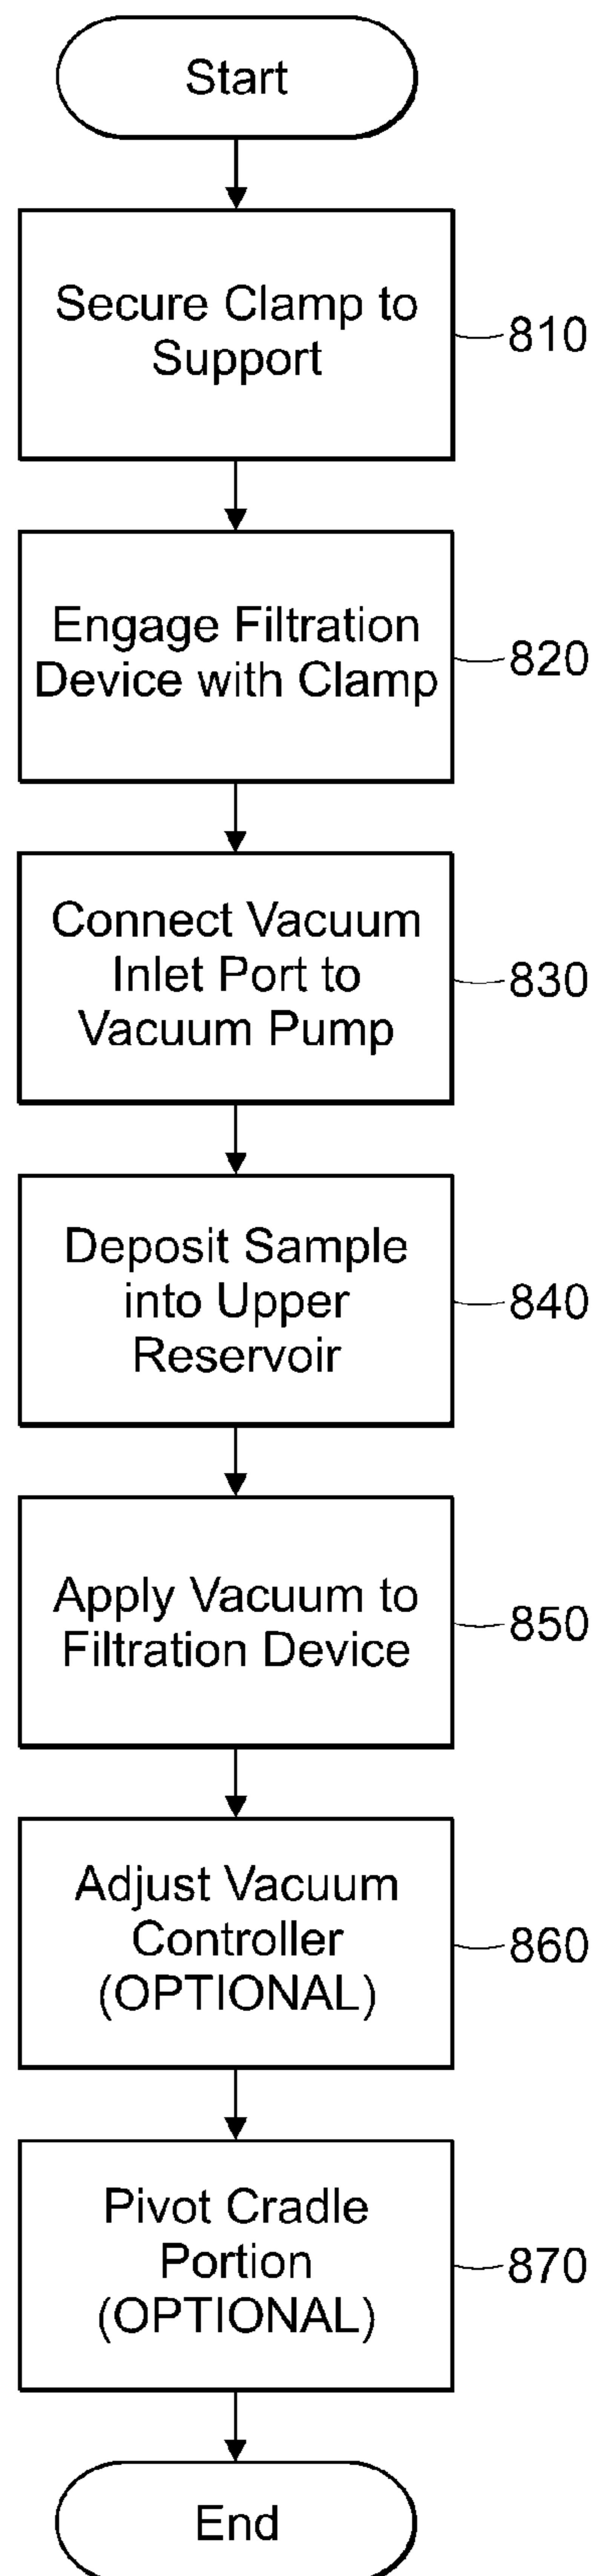 Start
Secure Clamp to
Support
810
Engage Filtration
Device with Clamp
820
Connect Vacuum
Inlet Port to
Vacuum Pump
830
Deposit Sample
into Upper
Reservoir
840
Apply Vacuum to
Filtration Device
850
Adjust Vacuum
Controller
(OPTIONAL)
860
Pivot Cradle
Portion
(OPTIONAL)
870
End